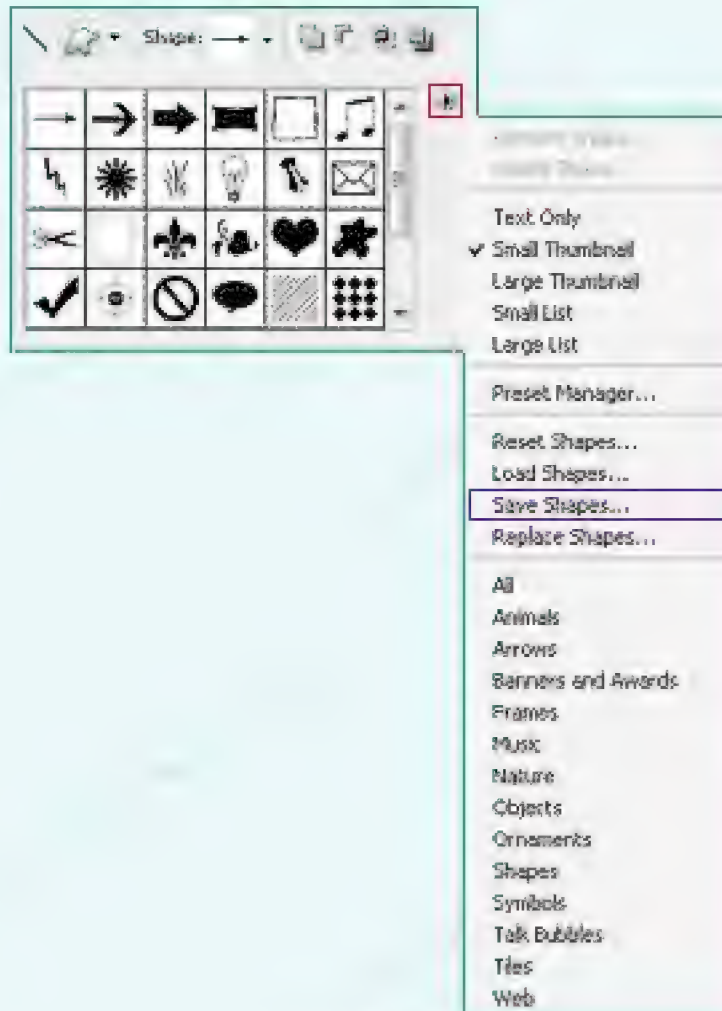 Shape:
Text Only
Small Thumbnail
Large Thumbnail
Small List
Large List
Preset Manager...
Reset Shapes...
Load Shapes...
Save Shapes...
Replace Shapes...
All
Animals
Arrows
Banners and Awards
Frames
Music
Nature
Objects
Ornaments
Shapes
Symbols
Talk Bubbles
Tiles
Web